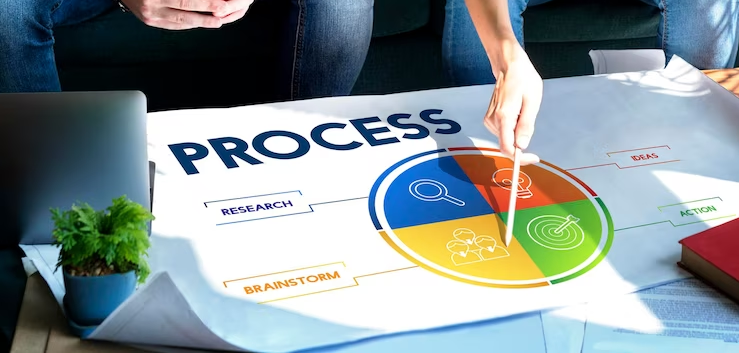 PROCESS
IDEAS
RESEARCH
ACTION
BRAINSTORM